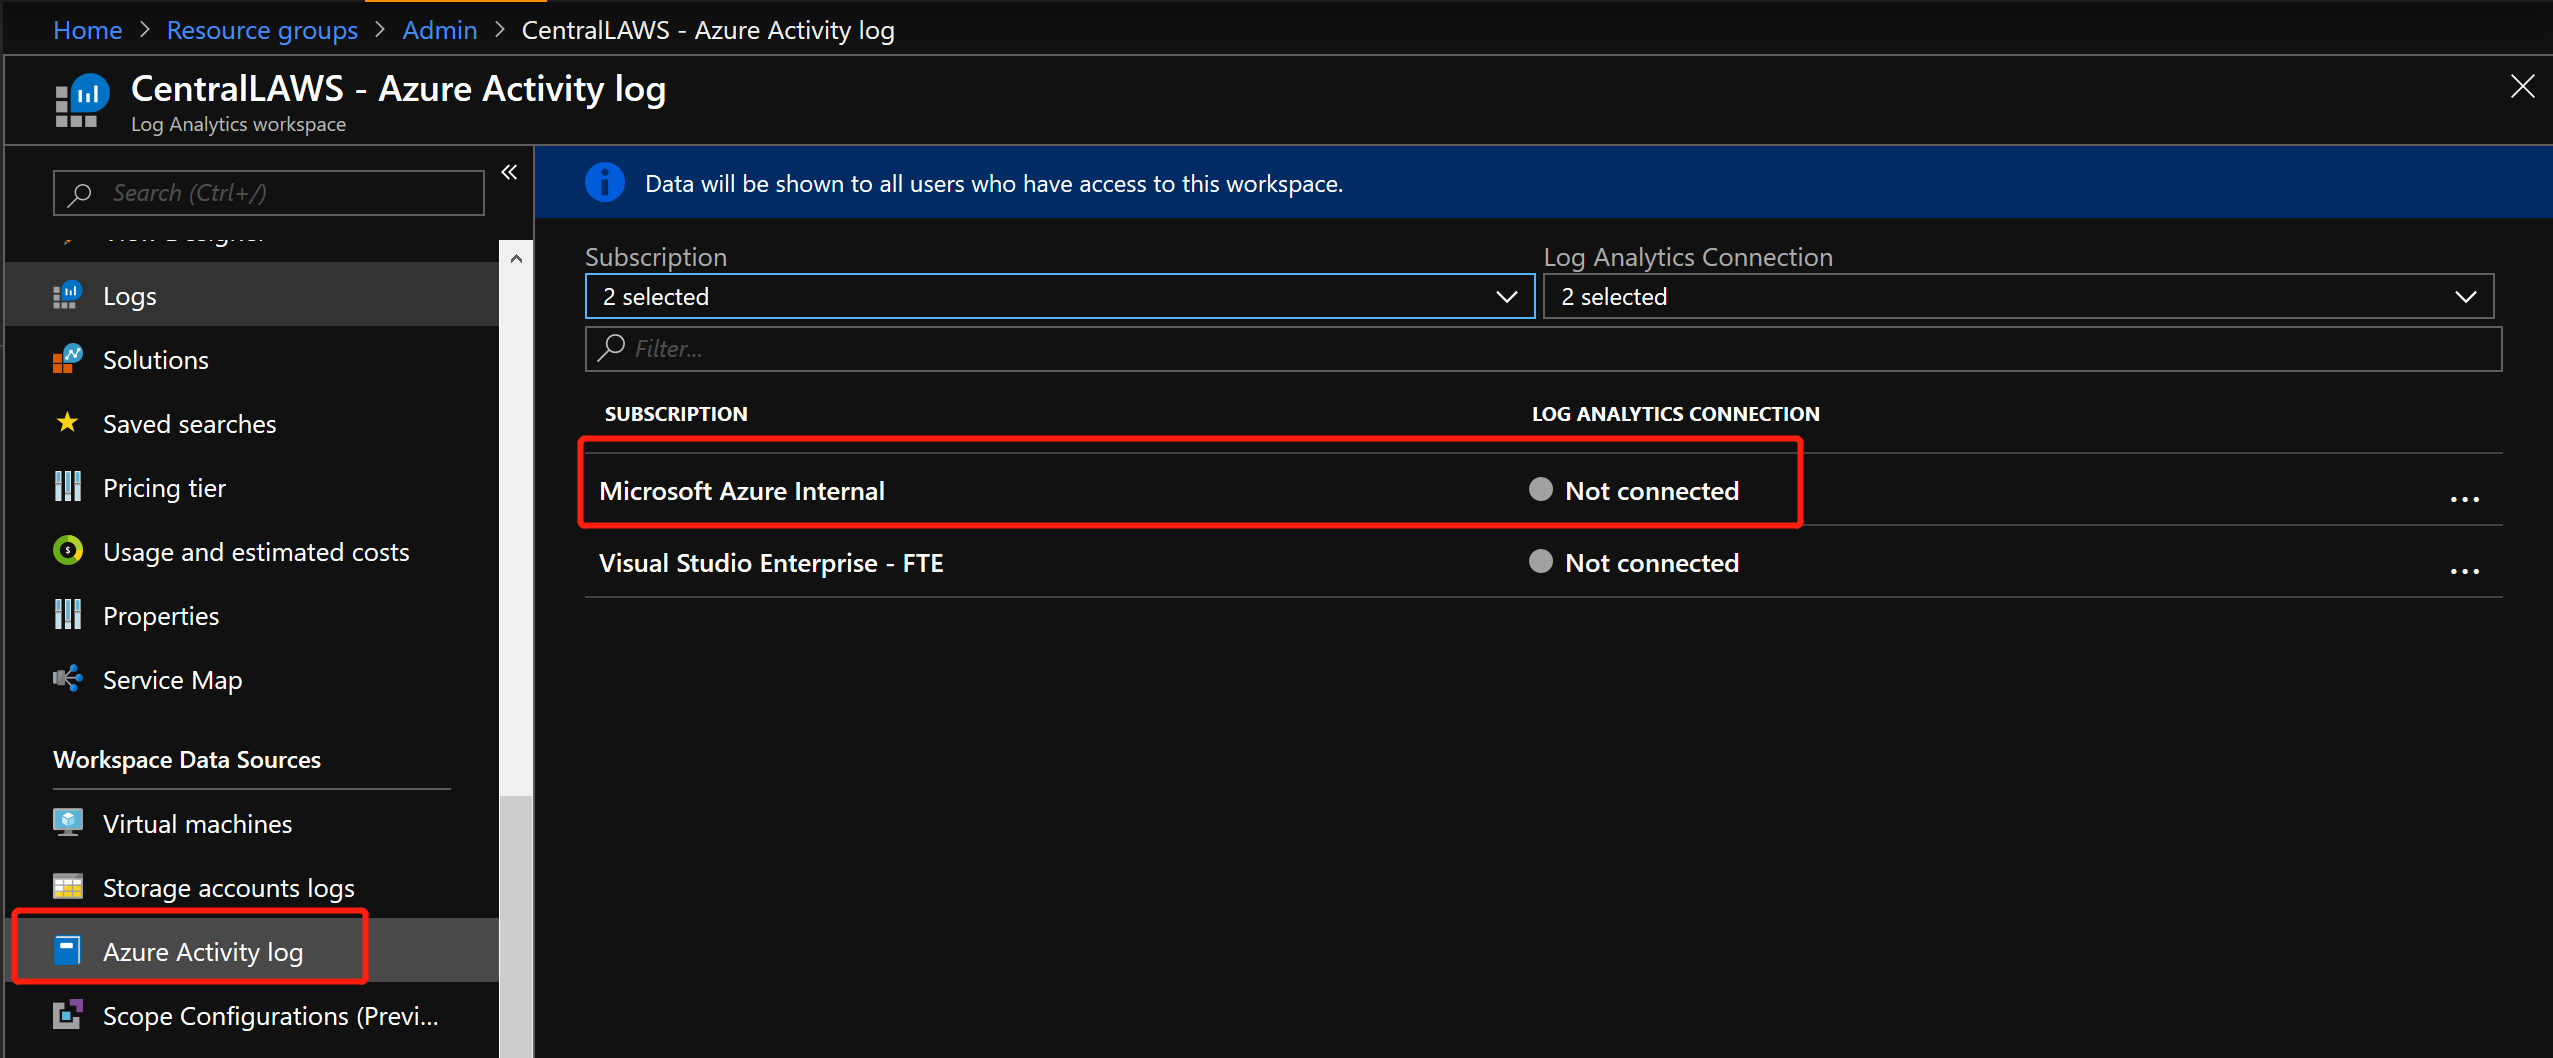 Home > Resource groups > Admin > CentralLAWS - Azure Activity log
CentralLAWS - Azure Activity log
Log Analytics workspace
Search (Ctrl+/)
Logs
Solutions
Saved searches
Pricing tier
Usage and estimated costs
Properties
Service Map
Workspace Data Sources
Virtual machines
Storage accounts logs
Azure Activity log
Scope Configurations (Previ...
Data will be shown to all users who have access to this workspace.
Subscription
Log Analytics Connection
2 selected
2 selected
Filter...
SUBSCRIPTION
LOG ANALYTICS CONNECTION
Microsoft Azure Internal
Not connected
...
Visual Studio Enterprise - FTE
Not connected
...